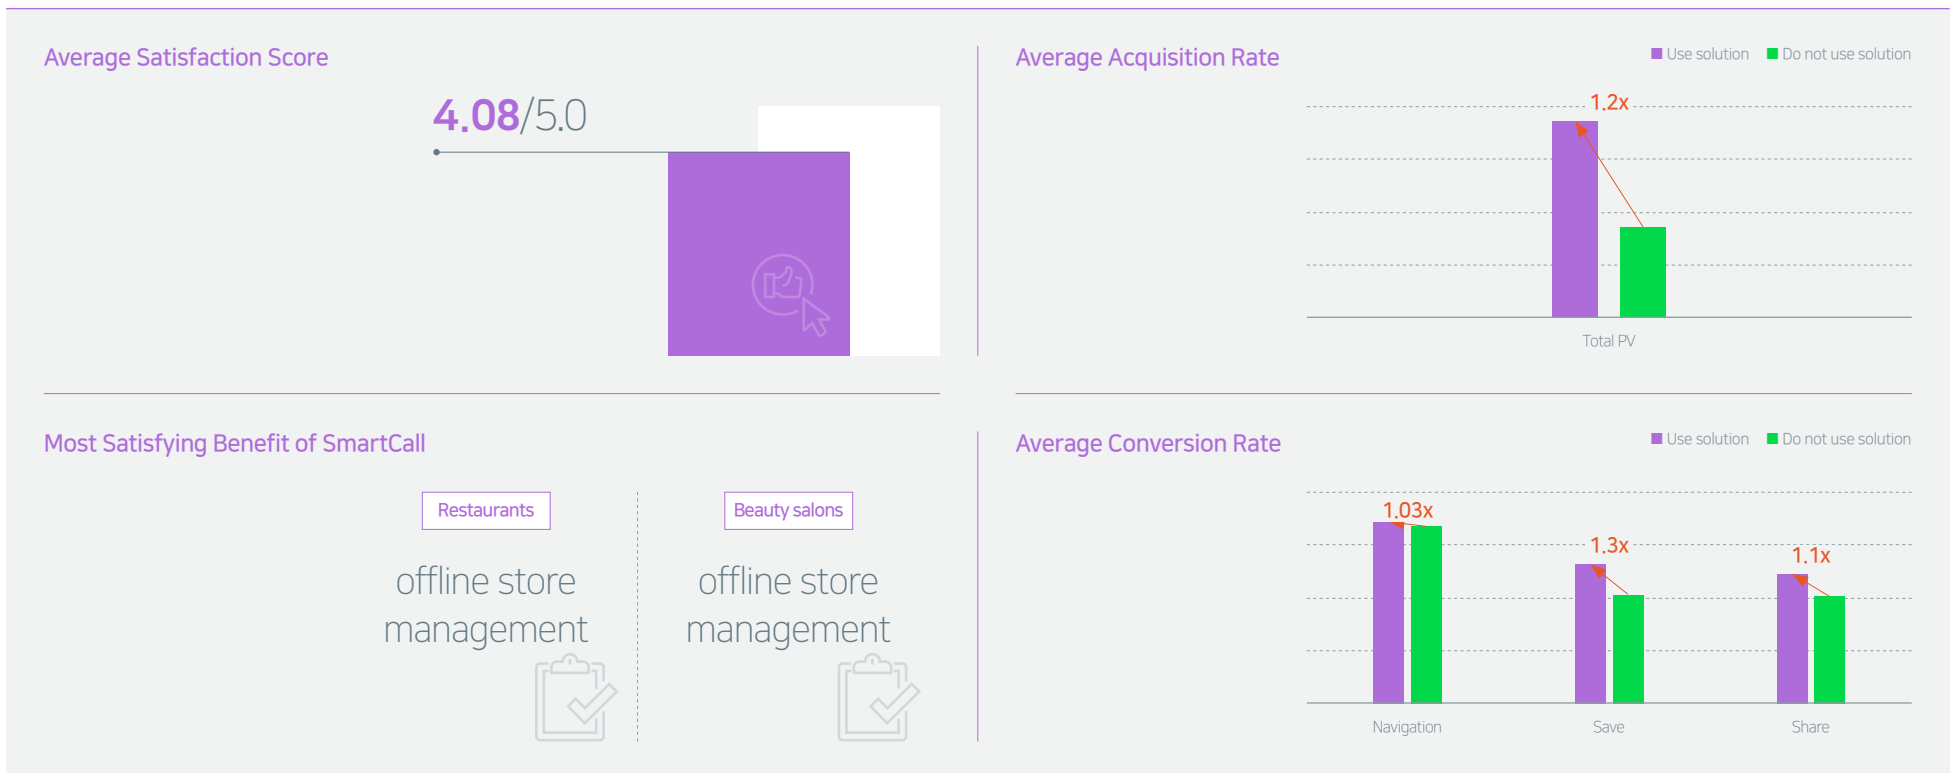 Average Satisfaction Score
4.08/5.0
Average Acquisition Rate
Use solution Do not use solution
1.2x
Total PV
Most Satisfying Benefit of SmartCall
Restaurants
offline store
management
Beauty salons
offline store
management
Average Conversion Rate
Use solution Do not use solution
1.03x
1.3x
1.1x
Navigation Save Share